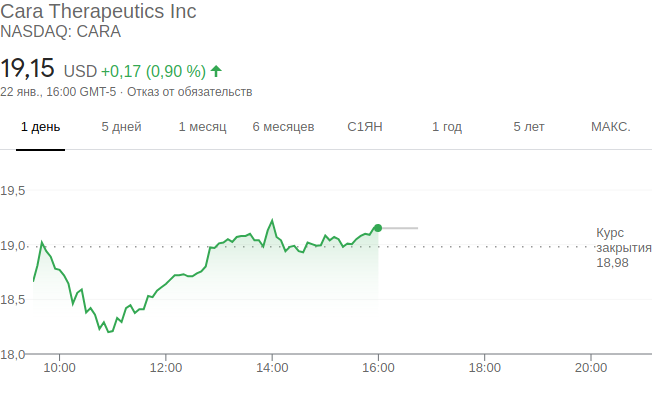 Cara Therapeutics Inc
NASDAQ: CARA
19,15 USD +0,17 (0,90 %)
22 янв., 16:00 GMT-5 · Отказ от обязательств
1 день 5 дней 1 месяц 6 месяцев С1ЯН 1 год 5 лет МАКС.
19,5
19,0
18,5
18,0
Курс
закрытия
18,98
10:00 12:00 14:00 16:00 18:00 20:00